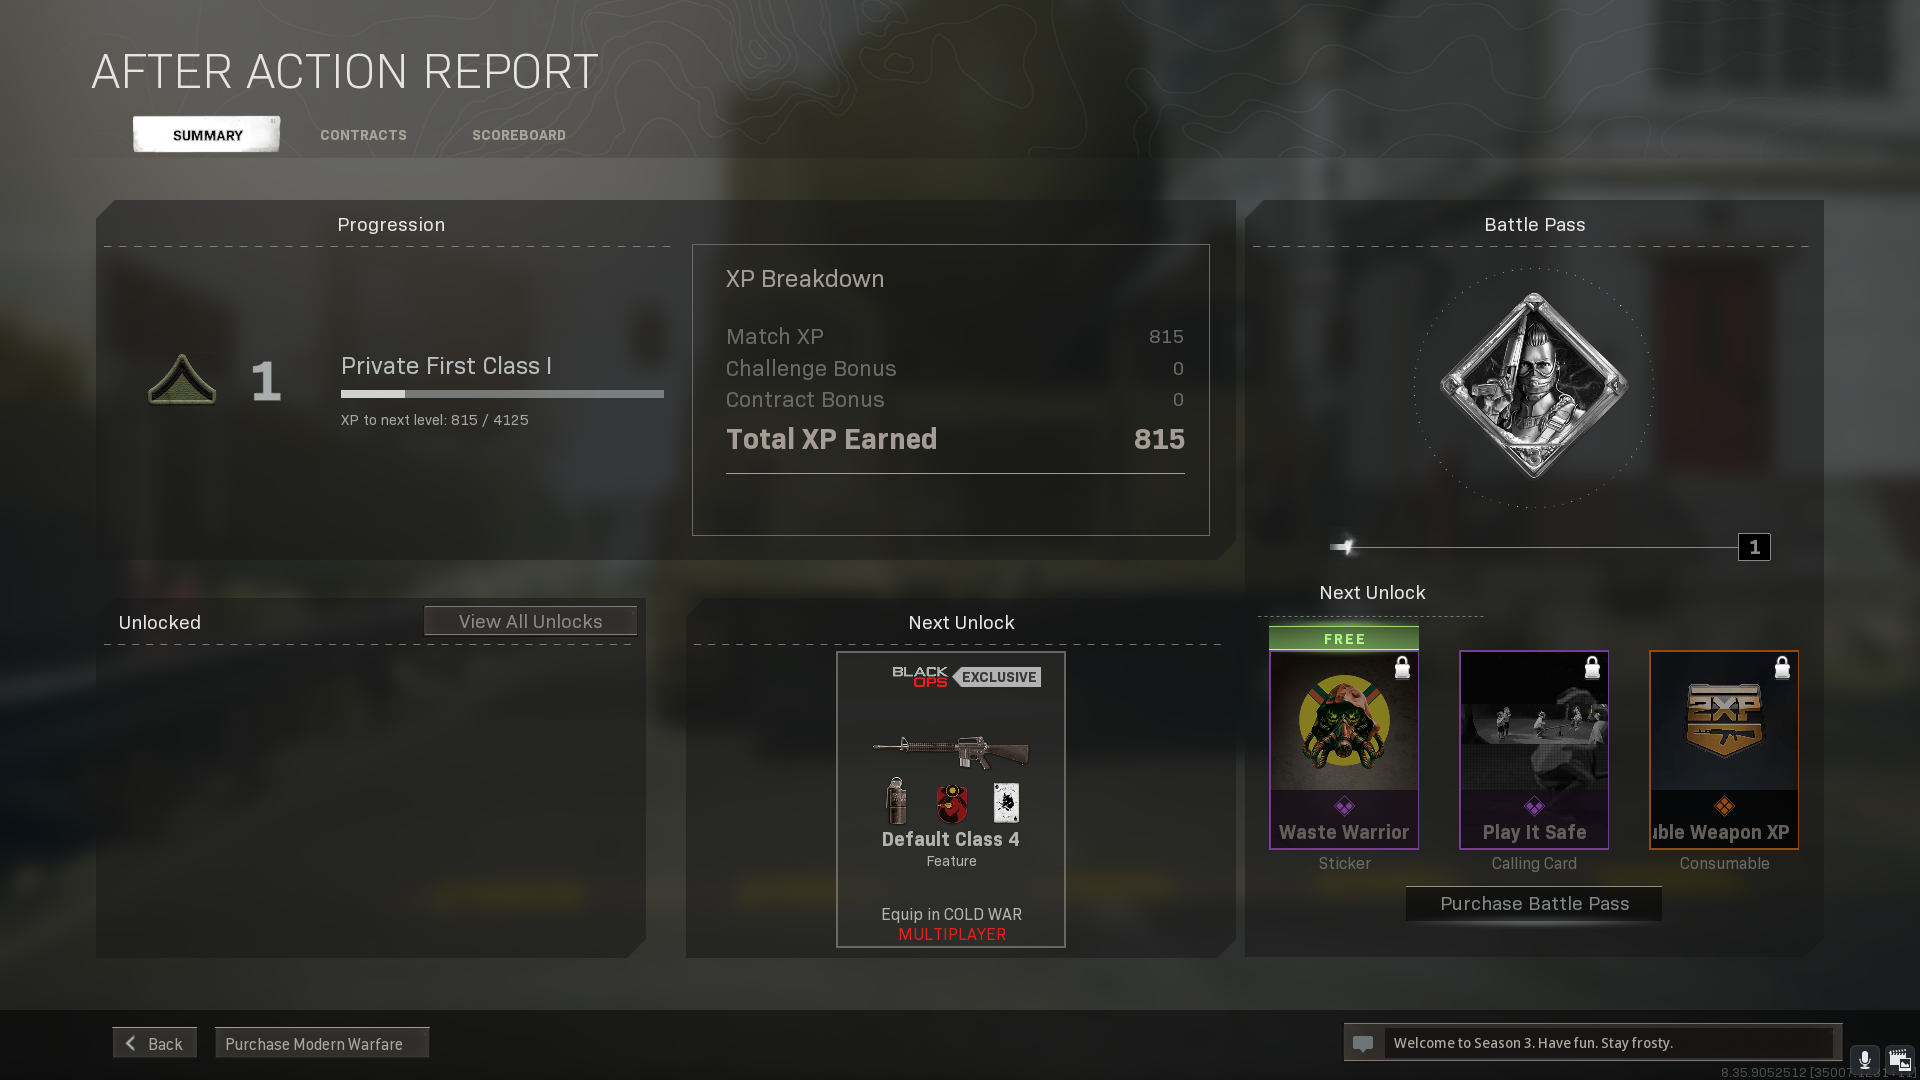 AFTER ACTION REPORT
SUMMARY
CONTRACTS
SCOREBOARD
Progression
1
Private First Class I
XP to next level: 815 / 4125
XP Breakdown
Match XP 815
Challenge Bonus 0
Contract Bonus 0
Total XP Earned 815
Battle Pass
1
Next Unlock
FREE
Waste Warrior
Sticker
Play It Safe
Calling Card
2XP
uble Weapon XP
Consumable
Purchase Battle Pass
Unlocked
View All Unlocks
Next Unlock
BLACK
OPS
EXCLUSIVE
Default Class 4
Feature
Equip in COLD WAR
MULTIPLAYER
Back
Purchase Modern Warfare
Welcome to Season 3. Have fun. Stay frosty.